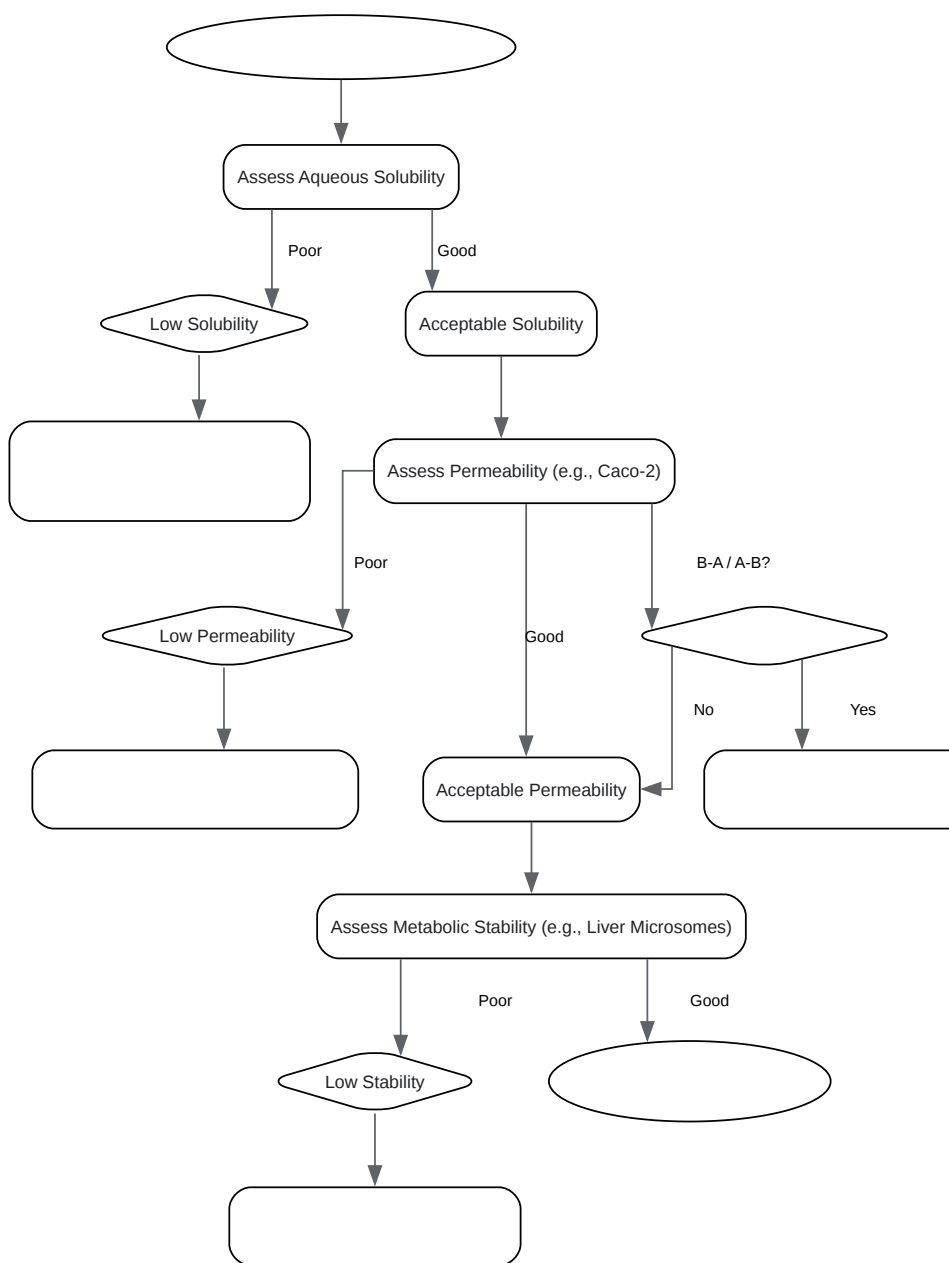 Assess Aqueous Solubility
Poor
Good
Low Solubility
Acceptable Solubility
Assess Permeability (e.g., Caco-2)
Poor
B-A / A-B?
Low Permeability
Good
No
Yes
Acceptable Permeability
Assess Metabolic Stability (e.g., Liver Microsomes)
Poor
Good
Low Stability